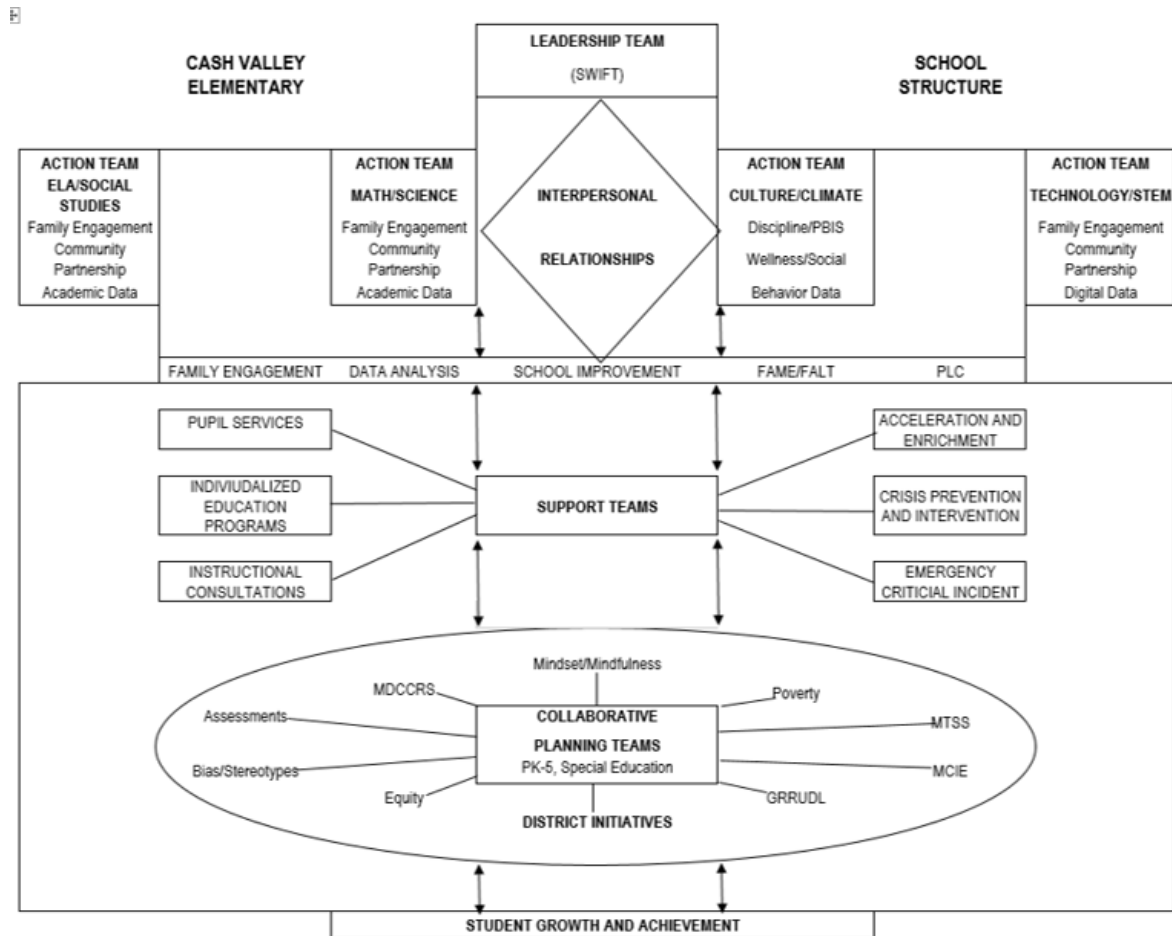 CASH VALLEY
ELEMENTARY
LEADERSHIP TEAM
(SWIFT)
SCHOOL
STRUCTURE
ACTION TEAM
ELA/SOCIAL
STUDIES
Family Engagement
Community
Partnership
Academic Data
ACTION TEAM
MATH/SCIENCE
Family Engagement
Community
Partnership
Academic Data
INTERPERSONAL
RELATIONSHIPS
ACTION TEAM
CULTURE/CLIMATE
Discipline/PBIS
Wellness/Social
Behavior Data
ACTION TEAM
TECHNOLOGY/STEM
Family Engagement
Community
Partnership
Digital Data
FAMILY ENGAGEMENT DATA ANALYSIS SCHOOL IMPROVEMENT FAME/FALT PLC
PUPIL SERVICES
INDIVIUDALIZED
EDUCATION
PROGRAMS
INSTRUCTIONAL
CONSULTATIONS
SUPPORT TEAMS
ACCELERATION AND
ENRICHMENT
CRISIS PREVENTION
AND INTERVENTION
EMERGENCY
CRITICIAL INCIDENT
Mindset/Mindfulness
MDCCRS
Poverty
Assessments
MTSS
COLLABORATIVE
PLANNING TEAMS
PK-5, Special Education
Bias/Stereotypes
MCIE
Equity
GRRUDL
DISTRICT INITIATIVES
STUDENT GROWTH AND ACHIEVEMENT